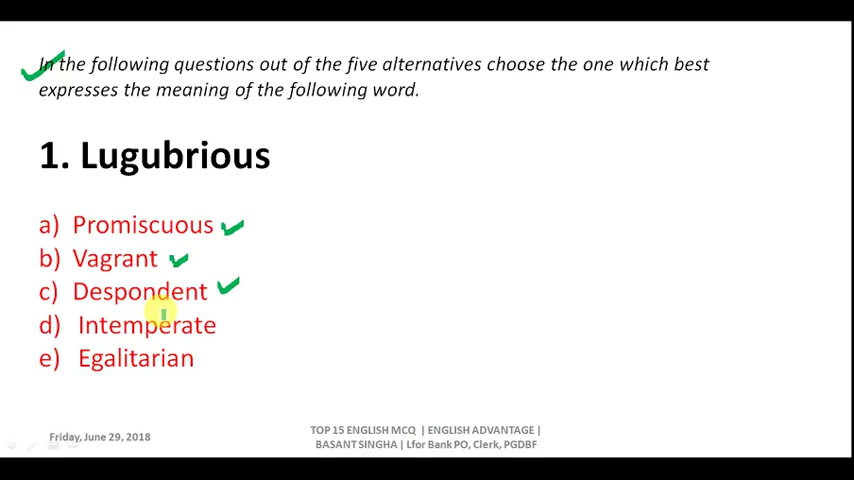 In the following questions out of the five alternatives choose the one which best
expresses the meaning of the following word.
1. Lugubrious
a) Promiscuous
b) Vagrant
c) Despondent
d) Intemperate
e) Egalitarian
Friday, June 29, 2018
TOP 15 ENGLISH MCQ | ENGLISH ADVANTAGE |
BASANT SINGHA | Lfor Bank PO, Clerk, PGDBF